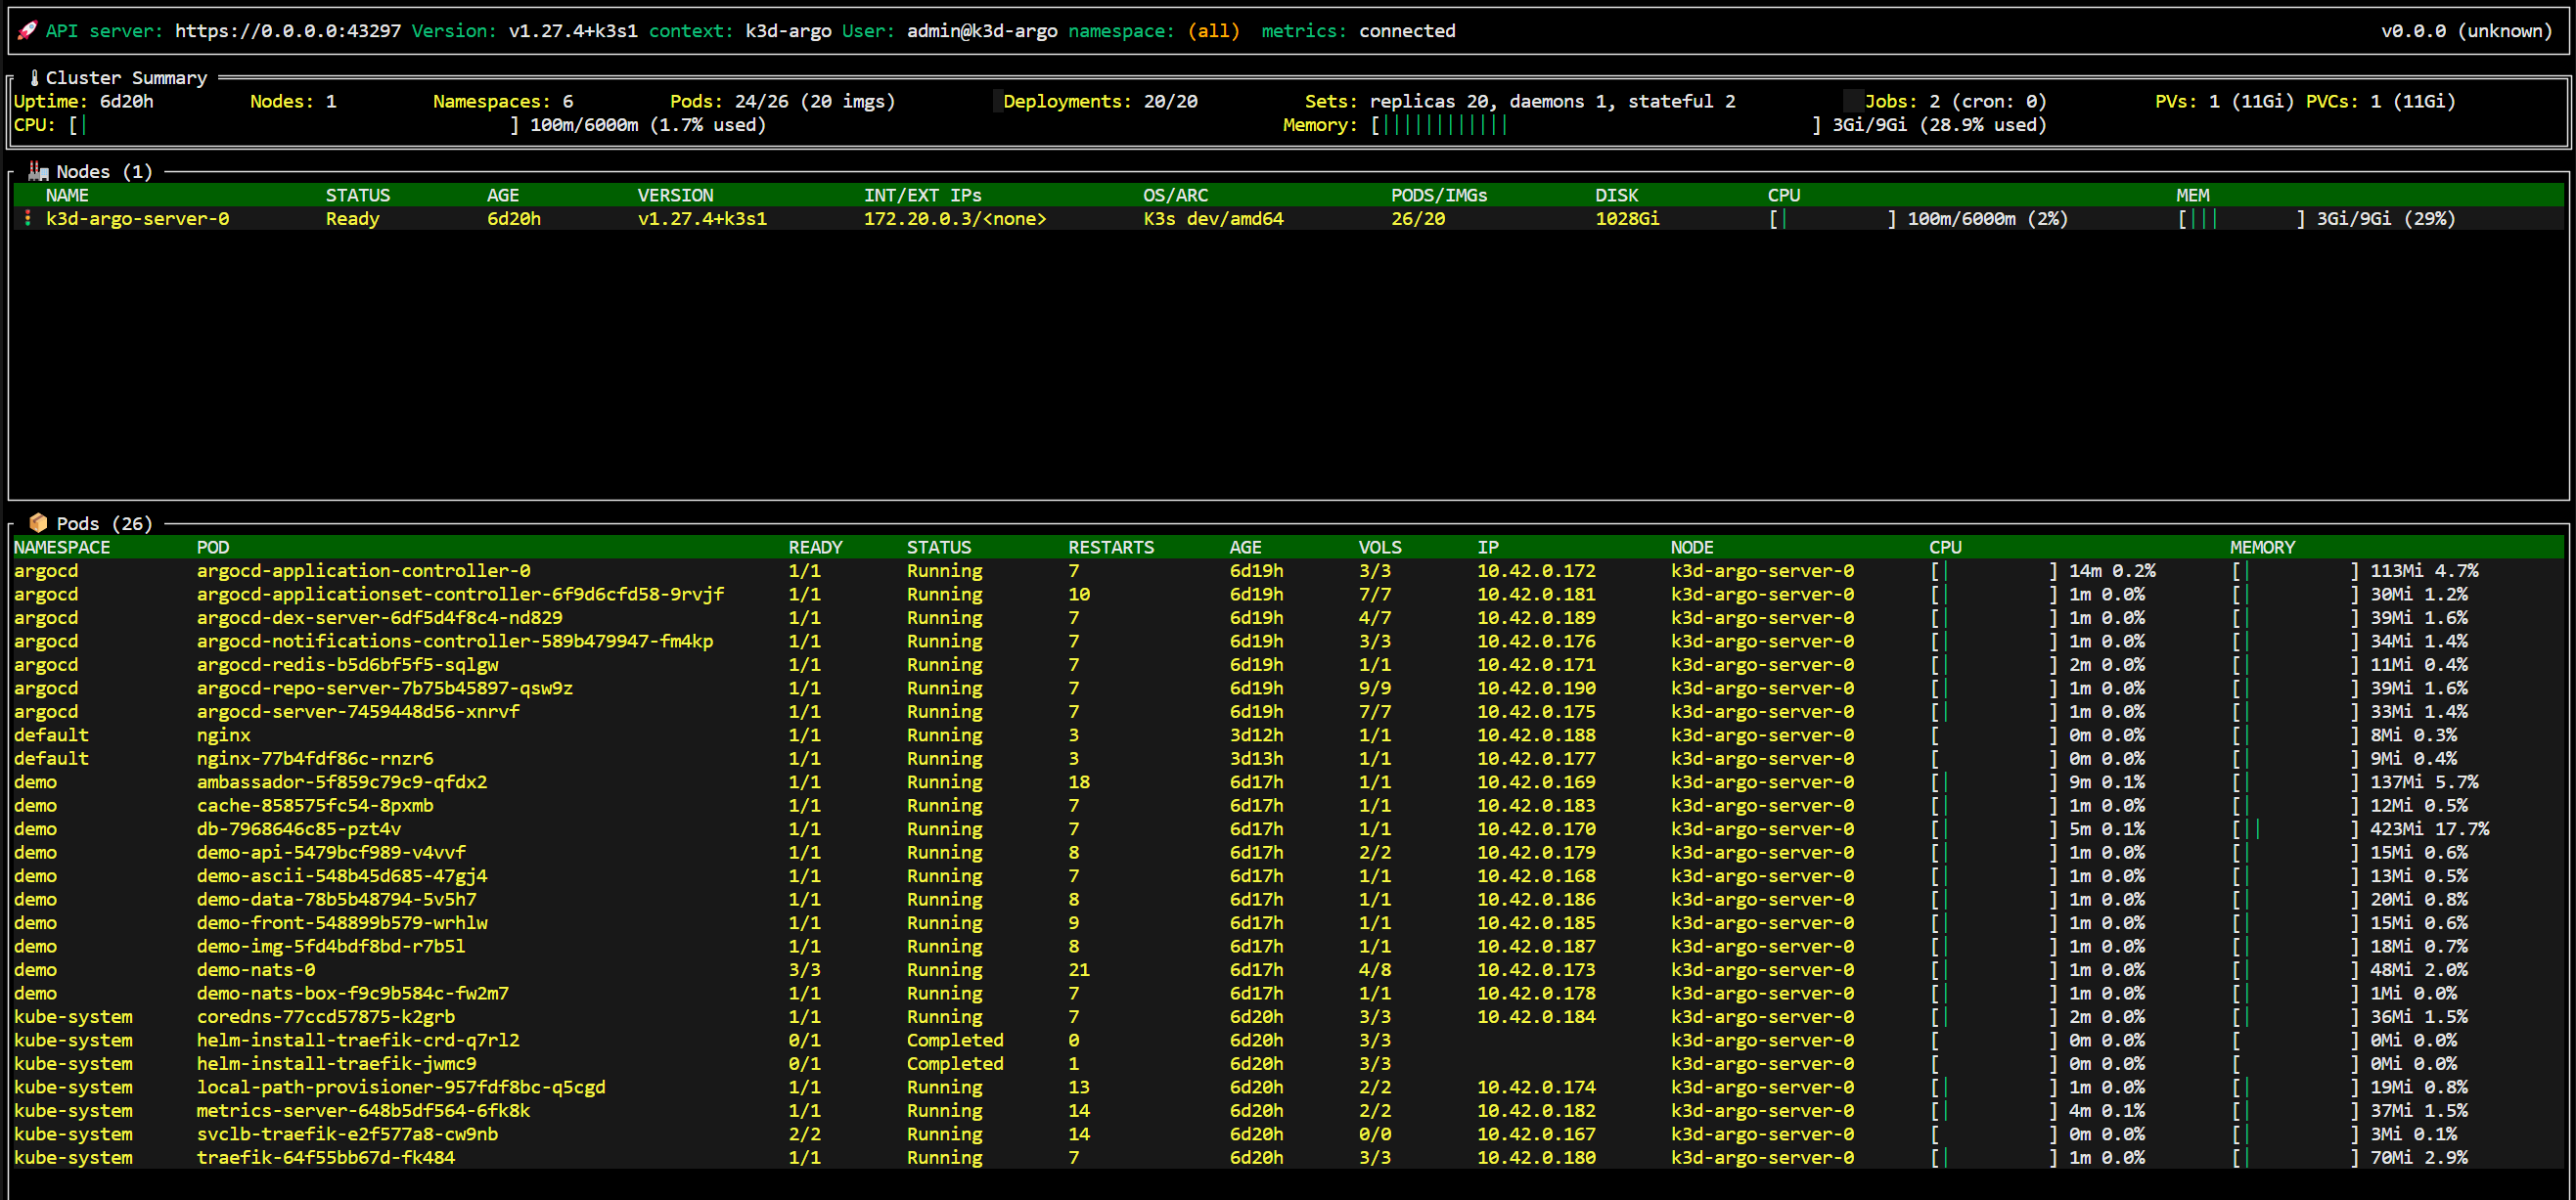 🚀 API server: https://0.0.0.0:43297 Version: v1.27.4+k3s1 context: k3d-argo User: admin@k3d-argo namespace: (all) metrics: connected v0.0.0 (unknown)
Cluster Summary
Uptime: 6d20h Nodes: 1 Namespaces: 6 Pods: 24/26 (20 imgs) Deployments: 20/20 Sets: replicas 20, daemons 1, stateful 2 Jobs: 2 (cron: 0) PVs: 1 (11Gi) PVCs: 1 (11Gi)
CPU: [| ] 100m/6000m (1.7% used) Memory: [|||||||||||| ] 3Gi/9Gi (28.9% used)
Nodes (1)
NAME STATUS AGE VERSION INT/EXT IPs OS/ARC PODS/IMGs DISK CPU MEM
k3d-argo-server-0 Ready 6d20h v1.27.4+k3s1 172.20.0.3/<none> K3s dev/amd64 26/20 1028Gi [| ] 100m/6000m (2%) [||| ] 3Gi/9Gi (29%)
Pods (26)
NAMESPACE POD READY STATUS RESTARTS AGE VOLS IP NODE CPU MEMORY
argocd argocd-application-controller-0 1/1 Running 7 6d19h 3/3 10.42.0.172 k3d-argo-server-0 [| ] 14m 0.2% [| ] 113Mi 4.7%
argocd argocd-applicationset-controller-6f9d6cfd58-9rvjf 1/1 Running 10 6d19h 7/7 10.42.0.181 k3d-argo-server-0 [| ] 1m 0.0% [| ] 30Mi 1.2%
argocd argocd-dex-server-6df5d4f8c4-nd829 1/1 Running 7 6d19h 4/7 10.42.0.189 k3d-argo-server-0 [| ] 1m 0.0% [| ] 39Mi 1.6%
argocd argocd-notifications-controller-589b479947-fm4kp 1/1 Running 7 6d19h 3/3 10.42.0.176 k3d-argo-server-0 [| ] 1m 0.0% [| ] 34Mi 1.4%
argocd argocd-redis-b5d6bf5f5-sqlgw 1/1 Running 7 6d19h 1/1 10.42.0.171 k3d-argo-server-0 [| ] 2m 0.0% [| ] 11Mi 0.4%
argocd argocd-repo-server-7b75b45897-qsw9z 1/1 Running 7 6d19h 9/9 10.42.0.190 k3d-argo-server-0 [| ] 1m 0.0% [| ] 39Mi 1.6%
argocd argocd-server-7459448d56-xnrvf 1/1 Running 7 6d19h 7/7 10.42.0.175 k3d-argo-server-0 [| ] 1m 0.0% [| ] 33Mi 1.4%
default nginx 1/1 Running 3 3d12h 1/1 10.42.0.188 k3d-argo-server-0 [ ] 0m 0.0% [| ] 8Mi 0.3%
default nginx-77b4fdf86c-rnzr6 1/1 Running 3 3d13h 1/1 10.42.0.177 k3d-argo-server-0 [ ] 0m 0.0% [| ] 9Mi 0.4%
demo ambassador-5f859c79c9-qfdx2 1/1 Running 18 6d17h 1/1 10.42.0.169 k3d-argo-server-0 [| ] 9m 0.1% [| ] 137Mi 5.7%
demo cache-858575fc54-8pxmb 1/1 Running 7 6d17h 1/1 10.42.0.183 k3d-argo-server-0 [| ] 1m 0.0% [| ] 12Mi 0.5%
demo db-7968646c85-pzt4v 1/1 Running 7 6d17h 1/1 10.42.0.170 k3d-argo-server-0 [| ] 5m 0.1% [|| ] 423Mi 17.7%
demo demo-api-5479bcf989-v4vvf 1/1 Running 8 6d17h 2/2 10.42.0.179 k3d-argo-server-0 [| ] 1m 0.0% [| ] 15Mi 0.6%
demo demo-ascii-548b45d685-47gj4 1/1 Running 7 6d17h 1/1 10.42.0.168 k3d-argo-server-0 [| ] 1m 0.0% [| ] 13Mi 0.5%
demo demo-data-78b5b48794-5v5h7 1/1 Running 8 6d17h 1/1 10.42.0.186 k3d-argo-server-0 [| ] 1m 0.0% [| ] 20Mi 0.8%
demo demo-front-548899b579-wrhlw 1/1 Running 9 6d17h 1/1 10.42.0.185 k3d-argo-server-0 [| ] 1m 0.0% [| ] 15Mi 0.6%
demo demo-img-5fd4bdf8bd-r7b5l 1/1 Running 8 6d17h 1/1 10.42.0.187 k3d-argo-server-0 [| ] 1m 0.0% [| ] 18Mi 0.7%
demo demo-nats-0 3/3 Running 21 6d17h 4/8 10.42.0.173 k3d-argo-server-0 [| ] 1m 0.0% [| ] 48Mi 2.0%
demo demo-nats-box-f9c9b584c-fw2m7 1/1 Running 7 6d17h 1/1 10.42.0.178 k3d-argo-server-0 [| ] 1m 0.0% [| ] 1Mi 0.0%
kube-system coredns-77ccd57875-k2grb 1/1 Running 7 6d20h 3/3 10.42.0.184 k3d-argo-server-0 [| ] 2m 0.0% [| ] 36Mi 1.5%
kube-system helm-install-traefik-crd-q7rl2 0/1 Completed 0 6d20h 3/3 k3d-argo-server-0 [ ] 0m 0.0% [ ] 0Mi 0.0%
kube-system helm-install-traefik-jwmc9 0/1 Completed 1 6d20h 3/3 k3d-argo-server-0 [ ] 0m 0.0% [ ] 0Mi 0.0%
kube-system local-path-provisioner-957fdf8bc-q5cgd 1/1 Running 13 6d20h 2/2 10.42.0.174 k3d-argo-server-0 [| ] 1m 0.0% [| ] 19Mi 0.8%
kube-system metrics-server-648b5df564-6fk8k 1/1 Running 14 6d20h 2/2 10.42.0.182 k3d-argo-server-0 [| ] 4m 0.1% [| ] 37Mi 1.5%
kube-system svclb-traefik-e2f577a8-cw9nb 2/2 Running 14 6d20h 0/0 10.42.0.167 k3d-argo-server-0 [ ] 0m 0.0% [| ] 3Mi 0.1%
kube-system traefik-64f55bb67d-fk484 1/1 Running 7 6d20h 3/3 10.42.0.180 k3d-argo-server-0 [| ] 1m 0.0% [| ] 70Mi 2.9%